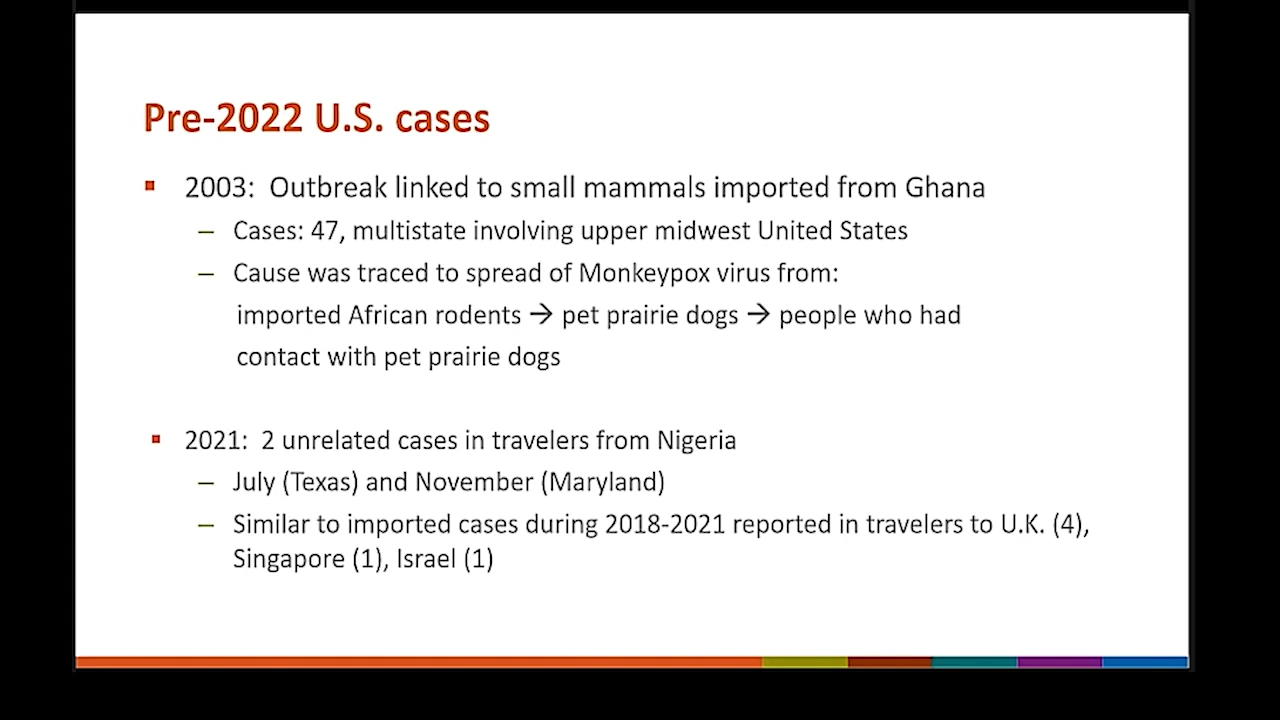 Pre-2022 U.S. cases
▪ 2003:  Outbreak linked to small mammals imported from Ghana
– Cases: 47, multistate involving upper midwest United States
– Cause was traced to spread of Monkeypox virus from:
imported African rodents → pet prairie dogs → people who had
contact with pet prairie dogs
▪ 2021:  2 unrelated cases in travelers from Nigeria
– July (Texas) and November (Maryland)
– Similar to imported cases during 2018-2021 reported in travelers to U.K. (4),
Singapore (1), Israel (1)